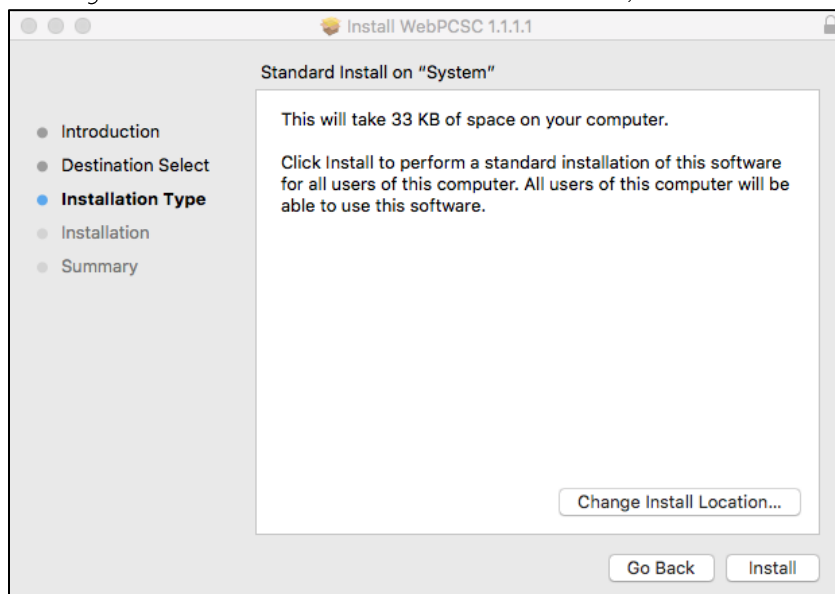 Install WebPCSC 1.1.1.1
Standard Install on "System"
Introduction
Destination Select
Installation Type
Installation
Summary
This will take 33 KB of space on your computer.
Click Install to perform a standard installation of this software
for all users of this computer. All users of this computer will be
able to use this software.
Change Install Location...
Go Back
Install